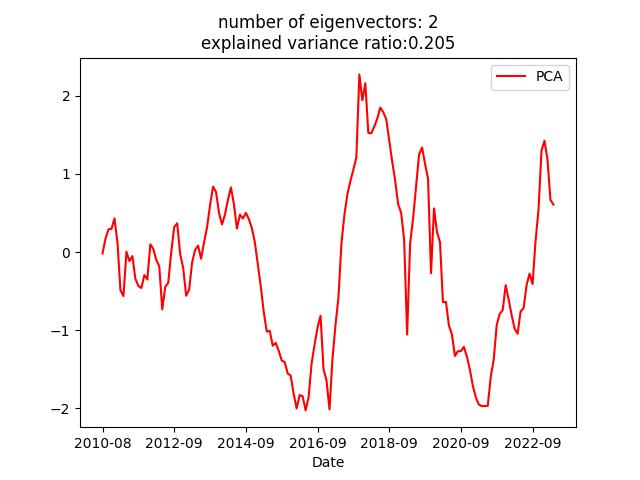 number of eigenvectors: 2
explained variance ratio:0.205
PCA
2
1
0
−1
−2
2010-08 2012-09 2014-09 2016-09 2018-09 2020-09 2022-09
Date